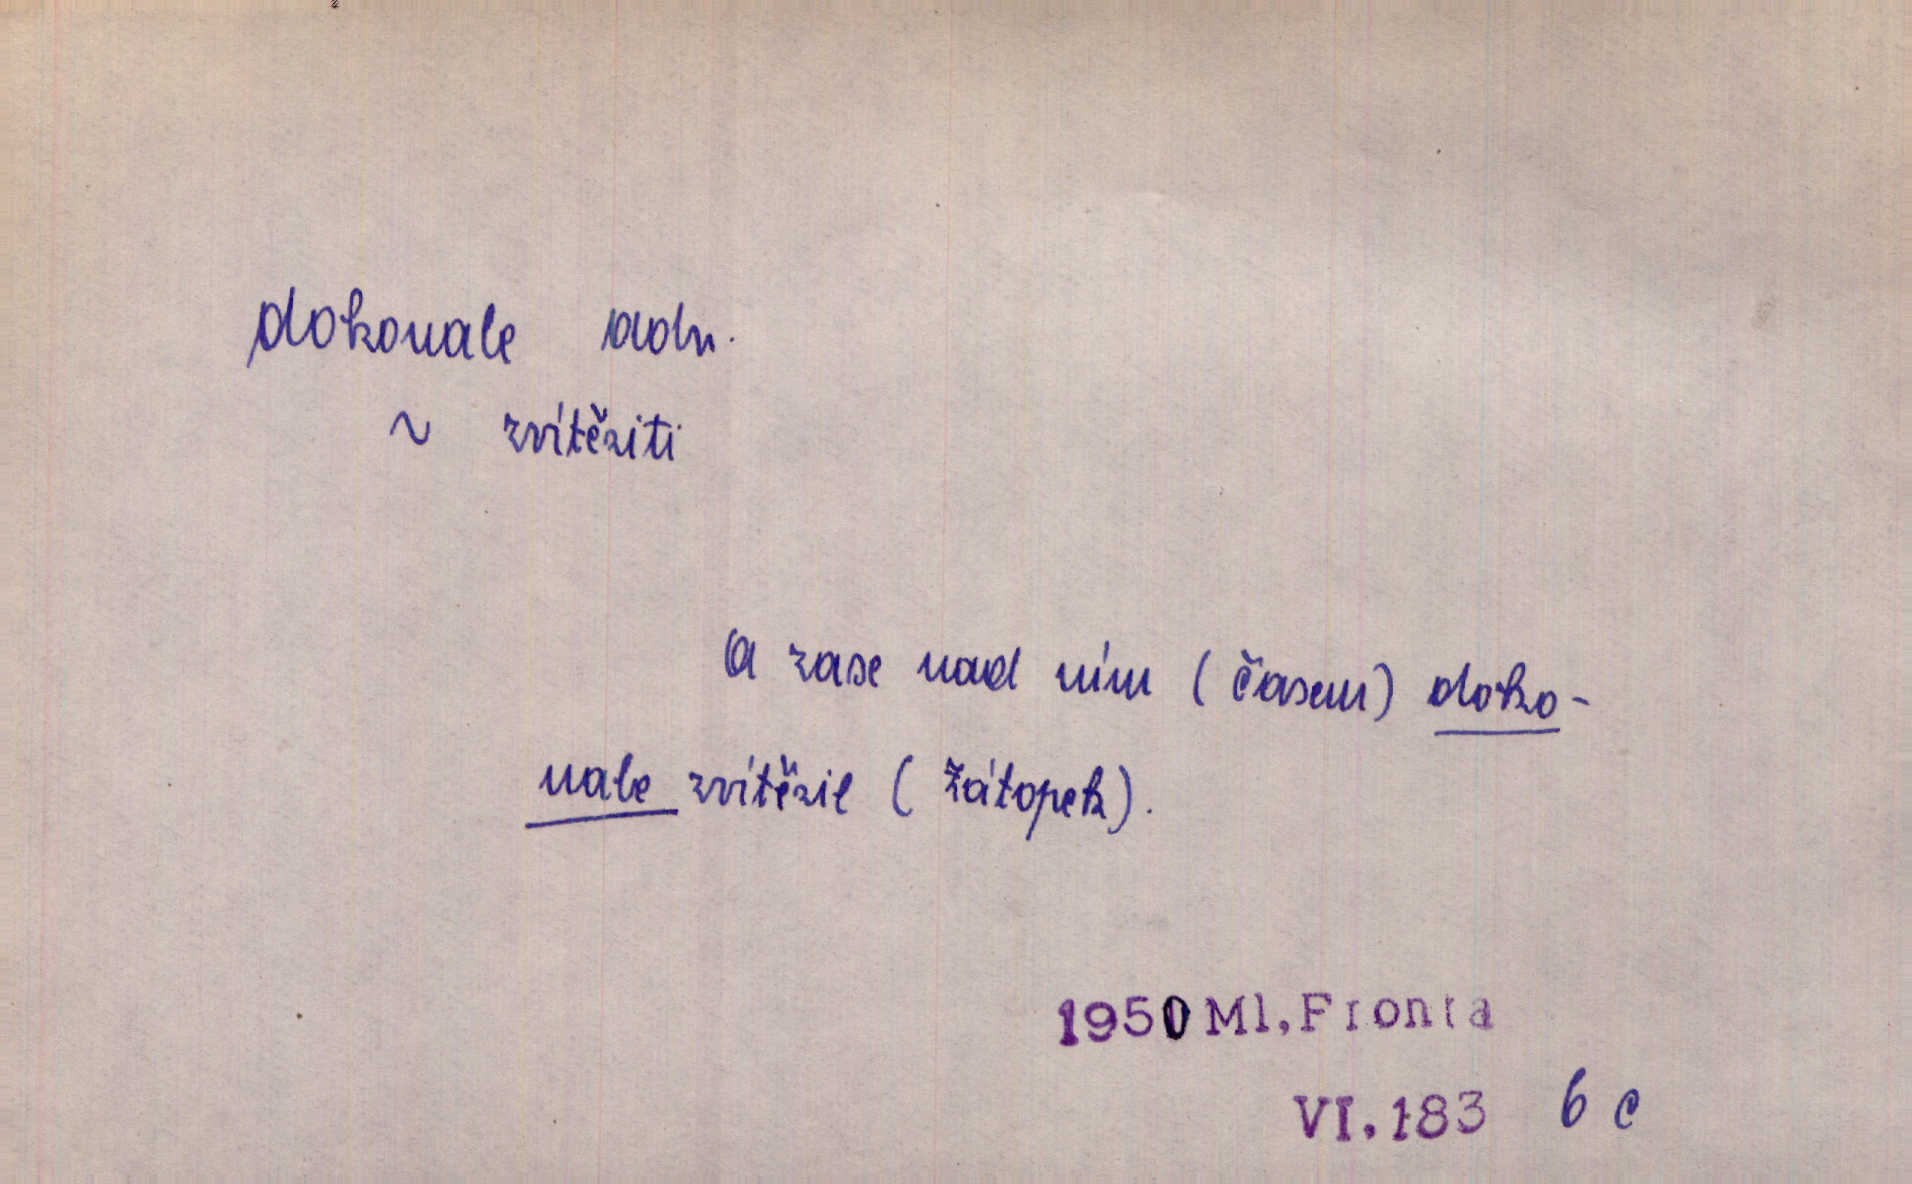 dokonale adv.
~ zvítěziti
A zase nad ním (časem) doko-
nale zvítězil (Zátopek).
1950 Ml.Fronta
VI.183 6 c